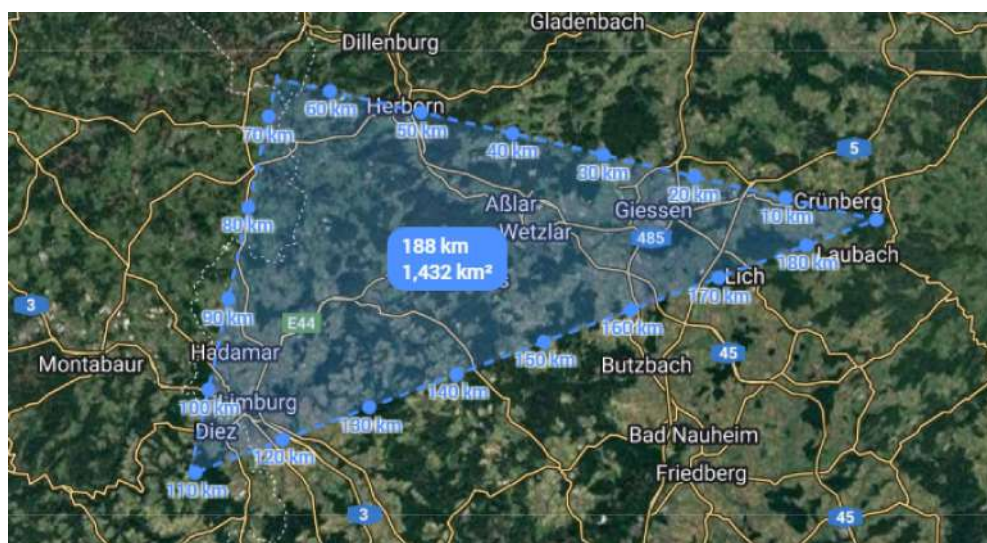 Gladenbach
Dillenburg
60 km
Herborn
50 km
70 km
40 km
5
30 km
20 km
Grünberg
10 km
Aßlar
Giessen
80 km
Wetzlar
485
188 km
1,432 km²
180 km
Laubach
170 km
Lich
3
90 km
160 km
E44
Hadamar
150 km
45
Montabaur
Butzbach
140 km
100 km
Limburg
130 km
Diez
120 km
Bad Nauheim
110 km
Friedberg
3
45